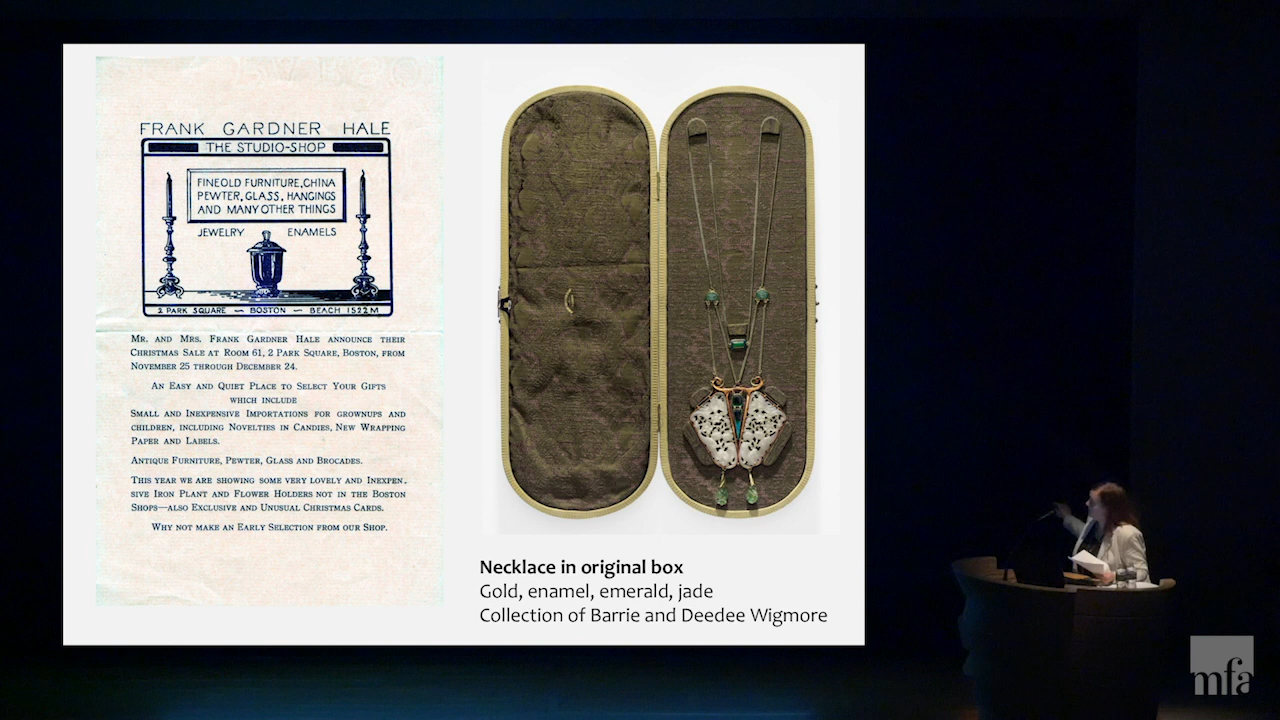 FRANK GARDNER HALE
THE STUDIO-SHOP
FINE OLD FURNITURE, CHINA
PEWTER, GLASS, HANGINGS
AND MANY OTHER THINGS
JEWELRY ENAMELS
2 PARK SQUARE ~ BOSTON ~ BEACH 1522 M
MR. AND MRS. FRANK GARDNER HALE ANNOUNCE THEIR
CHRISTMAS SALE AT ROOM 61, 2 PARK SQUARE, BOSTON, FROM
NOVEMBER 25 THROUGH DECEMBER 24.
AN EASY AND QUIET PLACE TO SELECT YOUR GIFTS
WHICH INCLUDE
SMALL AND INEXPENSIVE IMPORTATIONS FOR GROWNUPS AND
CHILDREN, INCLUDING NOVELTIES IN CANDIES, NEW WRAPPING
PAPER AND LABELS.
ANTIQUE FURNITURE, PEWTER, GLASS AND BROCADES.
THIS YEAR WE ARE SHOWING SOME VERY LOVELY AND INEXPEN-
SIVE IRON PLANT AND FLOWER HOLDERS NOT IN THE BOSTON
SHOPS—ALSO EXCLUSIVE AND UNUSUAL CHRISTMAS CARDS.
WHY NOT MAKE AN EARLY SELECTION FROM OUR SHOP.
Necklace in original box
Gold, enamel, emerald, jade
Collection of Barrie and Deedee Wigmore
mfa